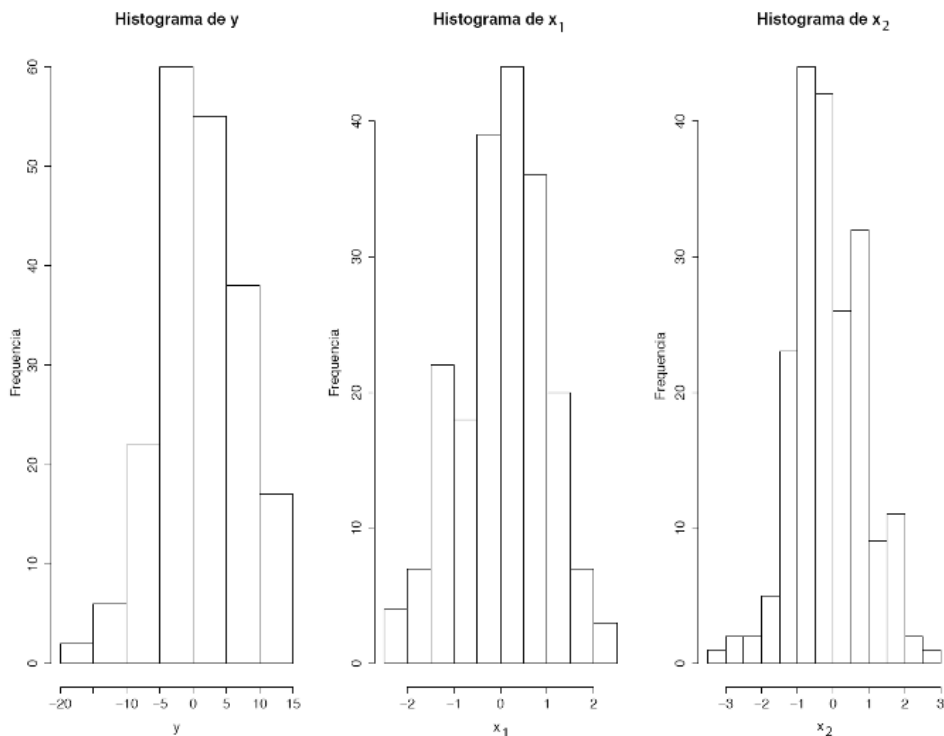 Histograma de y
Frequencia
60
50
40
30
20
10
0
-20 -10 -5 0 5 10 15
y
Histograma de x1
Frequencia
40
30
20
10
0
-2 -1 0 1 2
x1
Histograma de x2
Frequencia
40
30
20
10
0
-3 -2 -1 0 1 2 3
x2